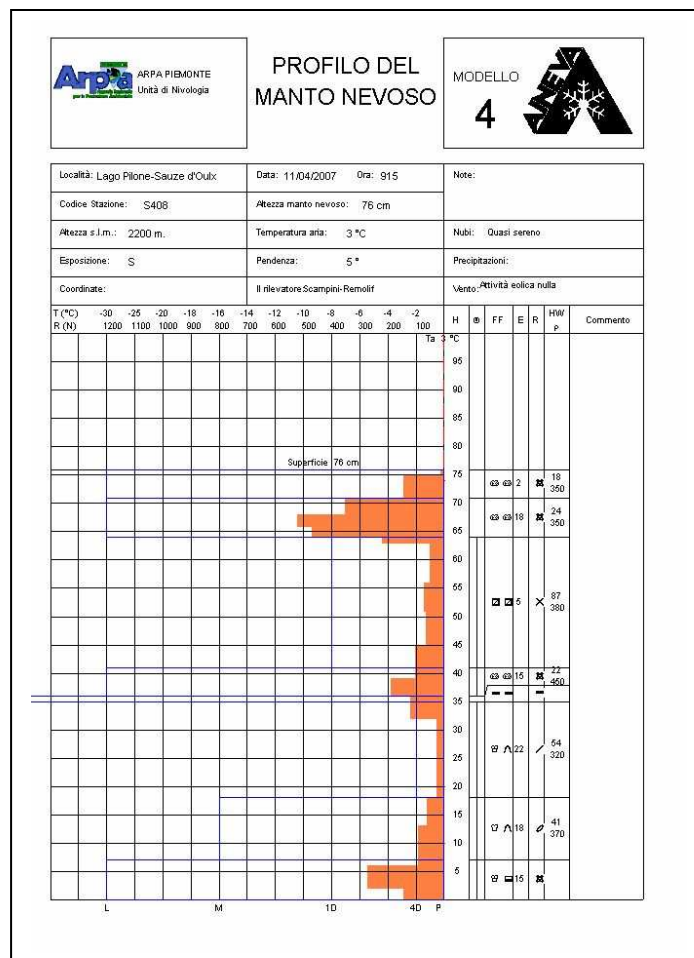 Arpa ARPA PIEMONTE
Unità di Nivologia
PROFILO DEL
MANTO NEVOSO
MODELLO
4
AINEVA
Località: Lago Pilone-Sauze d'Oulx Data: 11/04/2007 Ora: 915 Note:
Codice Stazione: S408 Altezza manto nevoso: 76 cm
Altezza s.l.m.: 2200 m. Temperatura aria: 3 °C Nubi: Quasi sereno
Esposizione: S Pendenza: 5 ° Precipitazioni:
Coordinate: Il rilevatore:Scampini-Remolif Vento: Attività eolica nulla
T (°C) -30 -25 -20 -18 -16 -14 -12 -10 -8 -6 -4 -2
R (N) 1200 1100 1000 900 800 700 600 500 400 300 200 100 H FF E R HW ρ Commento
Ta 3 °C
95
90
85
80
Superficie 76 cm
75
2 18
350
70
18 24
350
65
60
55
5 87
380
50
45
40
15 22
450
35
30
22 54
320
25
20
15
18 41
370
10
5
15
L M 1D 4D P